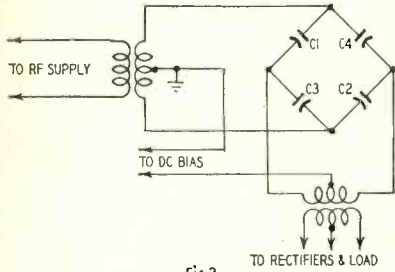 C1
C4
TO RF SUPPLY
C3
C2
TO DC BIAS
TO RECTIFIERS & LOAD